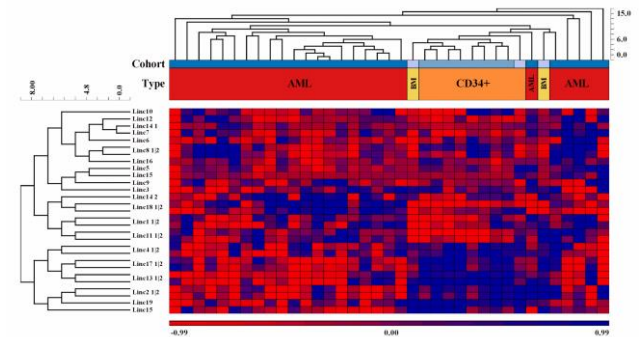 15.0
6.0
0.0
Cohort
Type
AML
BM
CD34+
AML
BM
AML
8.00
4.8
0.0
Linc10
Linc12
Linc14 1
Linc7
Linc6
Linc8 1|2
Linc16
Linc5
Linc15
Linc9
Linc3
Linc14 2
Linc18 1|2
Linc1 1|2
Linc11 1|2
Linc4 1|2
Linc17 1|2
Linc13 1|2
Linc2 1|2
Linc19
Linc15
-0.99
0.00
0.99